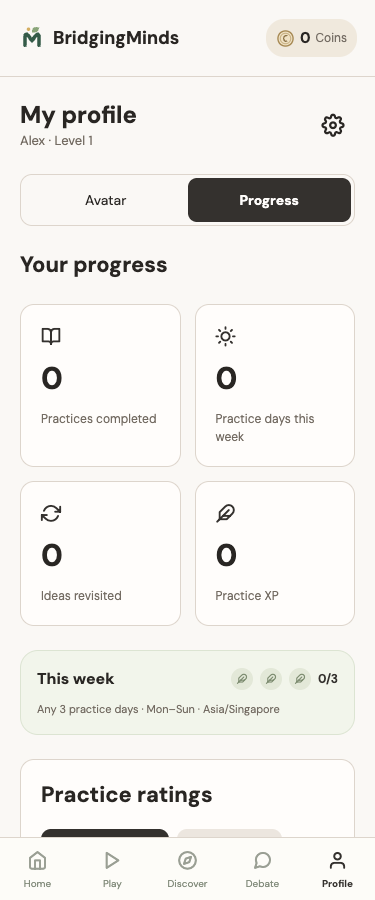 BridgingMinds
0 Coins
My profile
Alex · Level 1
Avatar
Progress
Your progress
0
Practices completed
0
Practice days this
week
0
Ideas revisited
0
Practice XP
This week
0/3
Any 3 practice days · Mon–Sun · Asia/Singapore
Practice ratings
Home
Play
Discover
Debate
Profile